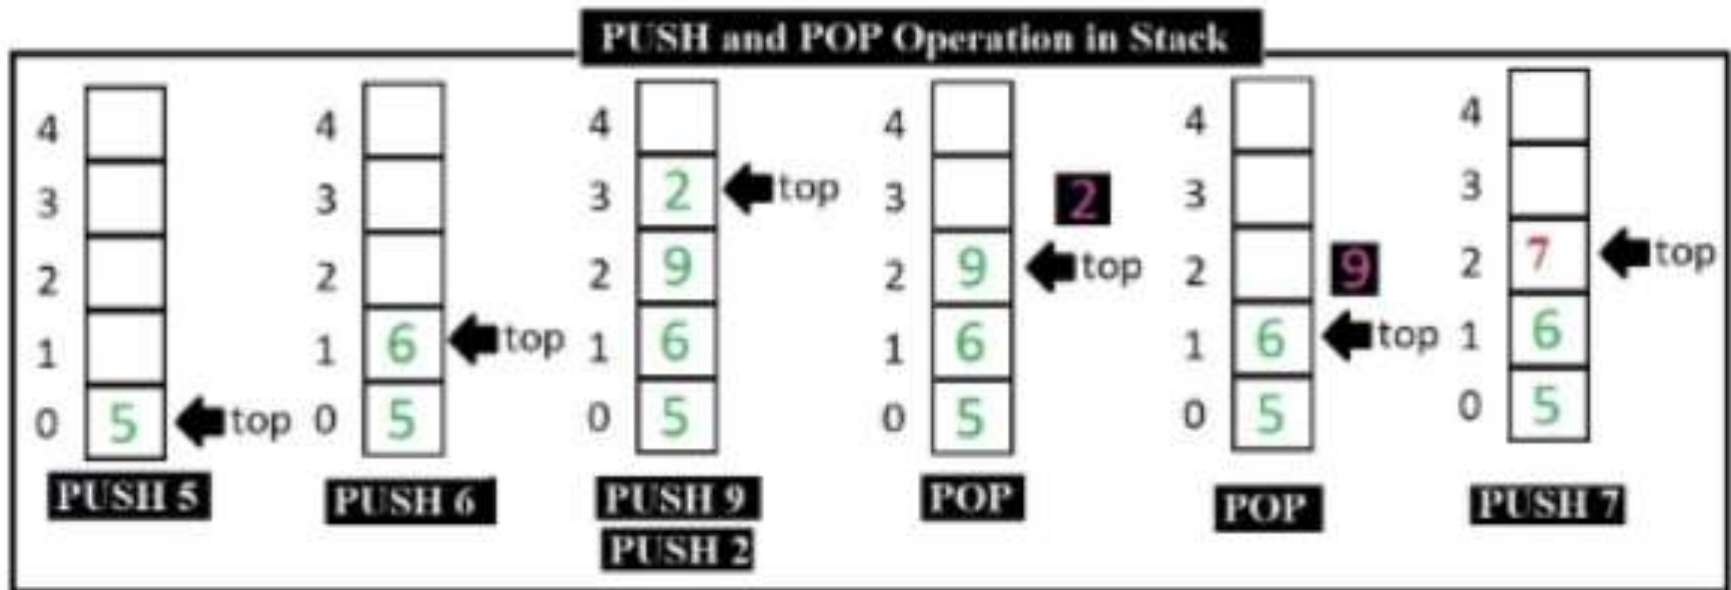 PUSH and POP Operation in Stack
4
3
2
1
0 5 top
PUSH 5
4
3
2
1 6 top
0 5
PUSH 6
4
3 2 top
2 9
1 6
0 5
PUSH 9
PUSH 2
4
3 2
2 9 top
1 6
0 5
POP
4
3
2 9
1 6 top
0 5
POP
4
3
2 7 top
1 6
0 5
PUSH 7